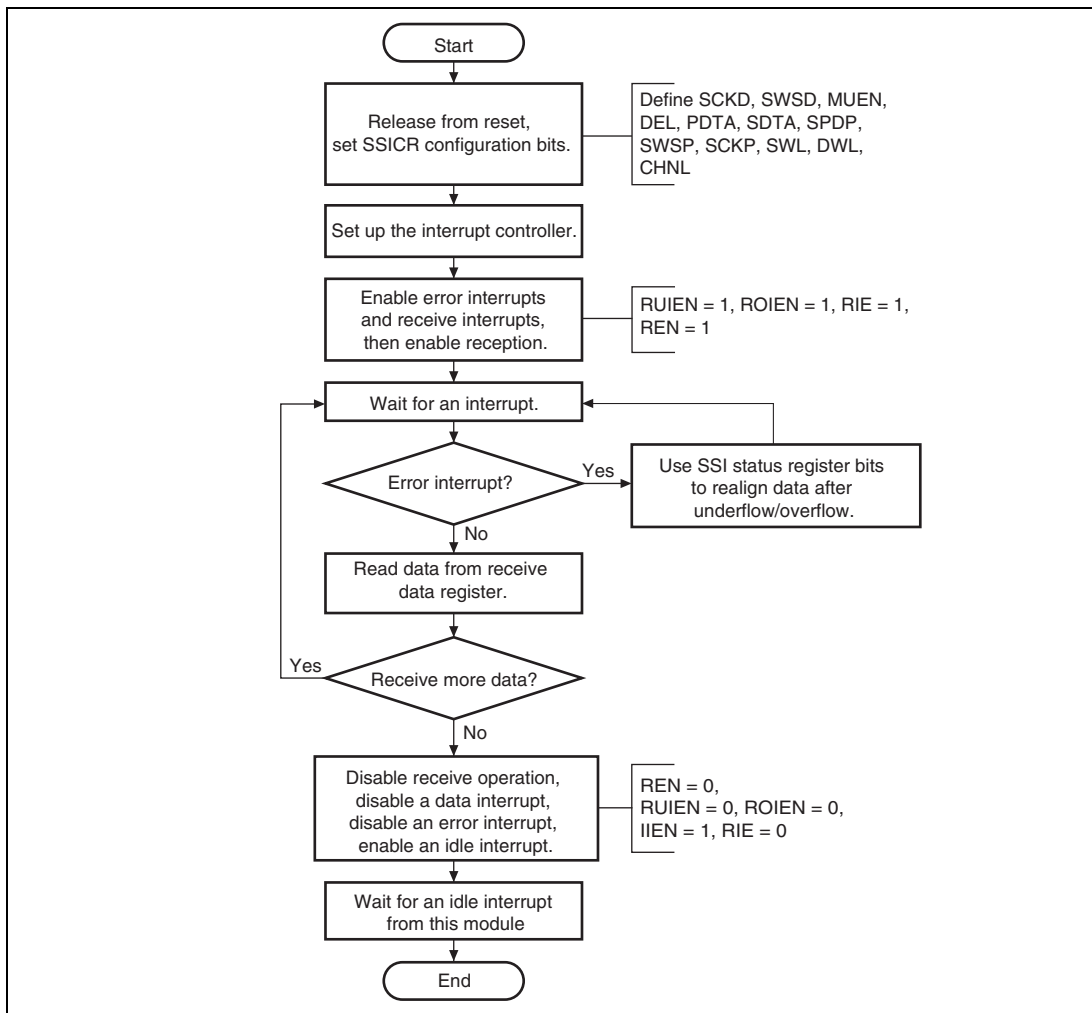 Start
Release from reset,
set SSICR configuration bits.
Define SCKD, SWSD, MUEN,
DEL, PDTA, SDTA, SPDP,
SWSP, SCKP, SWL, DWL,
CHNL
Set up the interrupt controller.
Enable error interrupts
and receive interrupts,
then enable reception.
RUIEN = 1, ROIEN = 1, RIE = 1,
REN = 1
Wait for an interrupt.
Error interrupt?
Yes
Use SSI status register bits
to realign data after
underflow/overflow.
No
Read data from receive
data register.
Yes
Receive more data?
No
Disable receive operation,
disable a data interrupt,
disable an error interrupt,
enable an idle interrupt.
REN = 0,
RUIEN = 0, ROIEN = 0,
IIEN = 1, RIE = 0
Wait for an idle interrupt
from this module
End